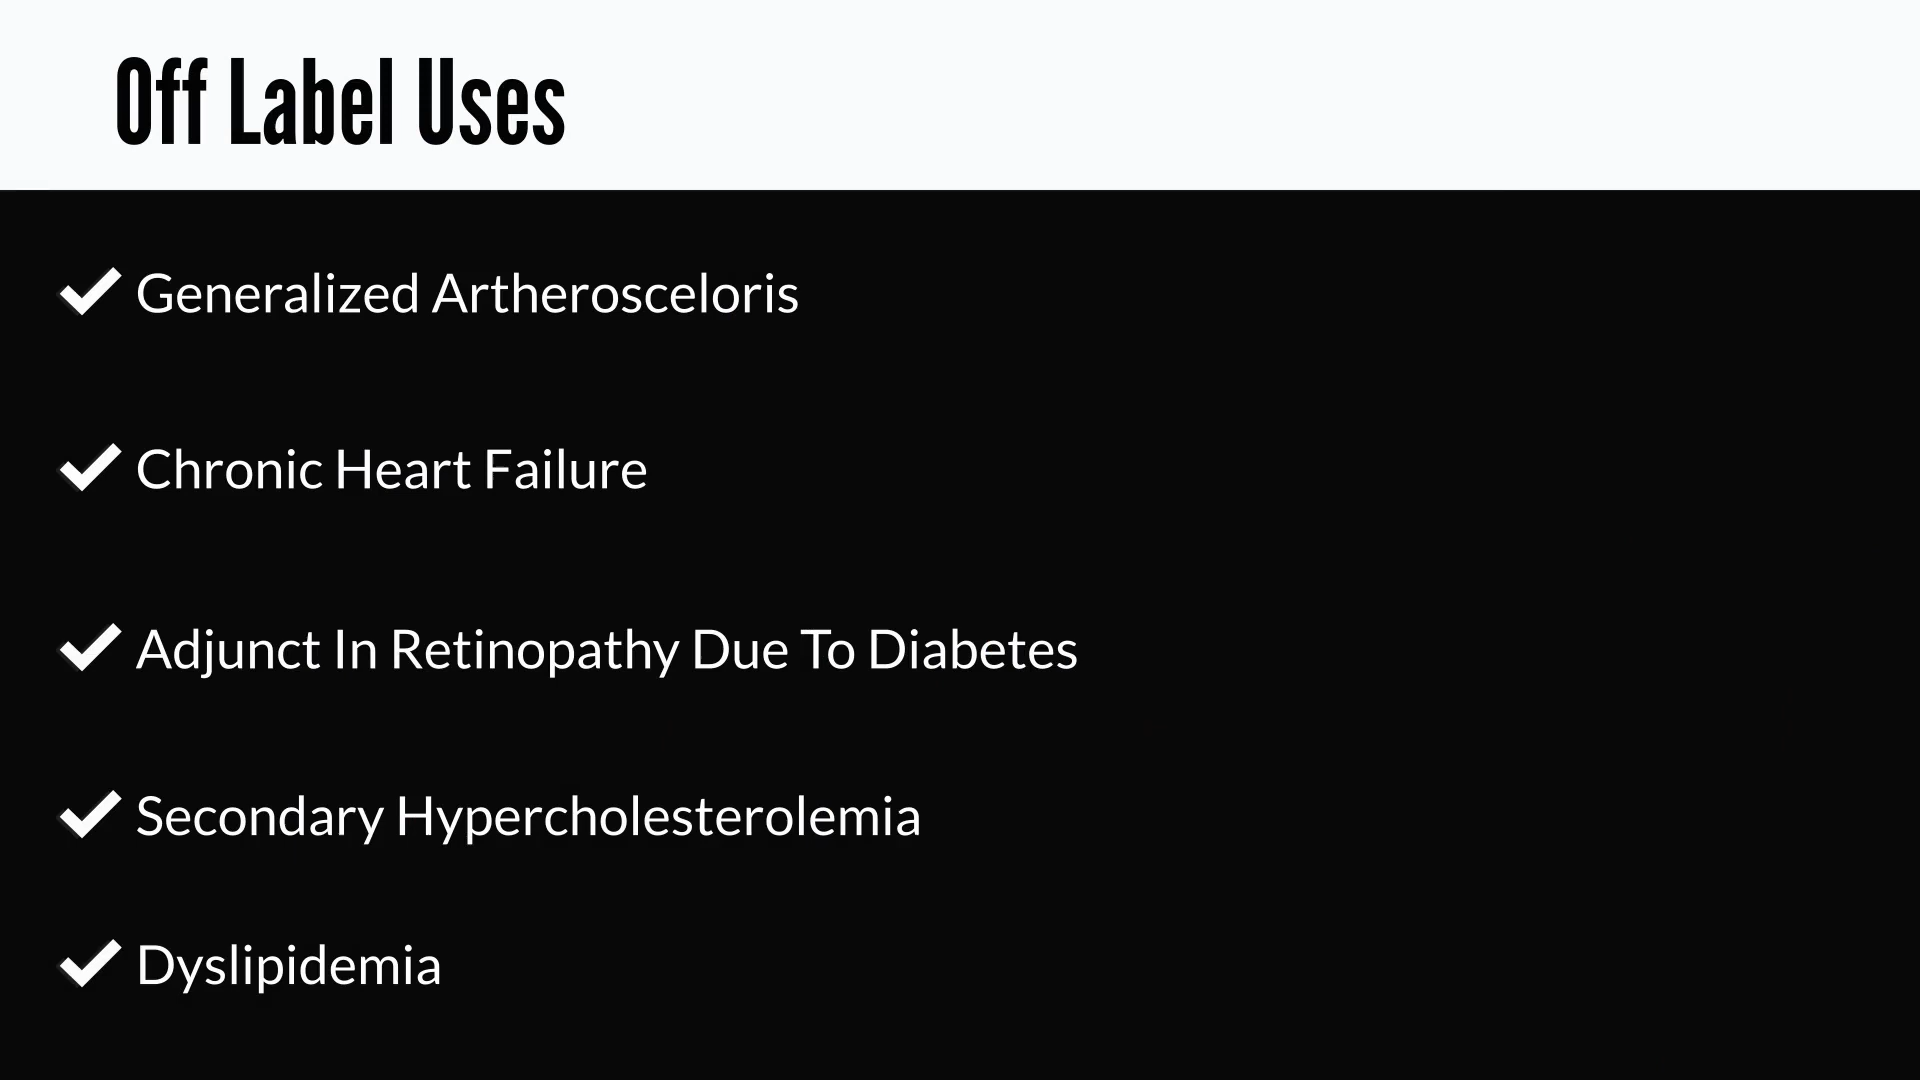 Off Label Uses
Generalized Artherosceloris
Chronic Heart Failure
Adjunct In Retinopathy Due To Diabetes
Secondary Hypercholesterolemia
Dyslipidemia